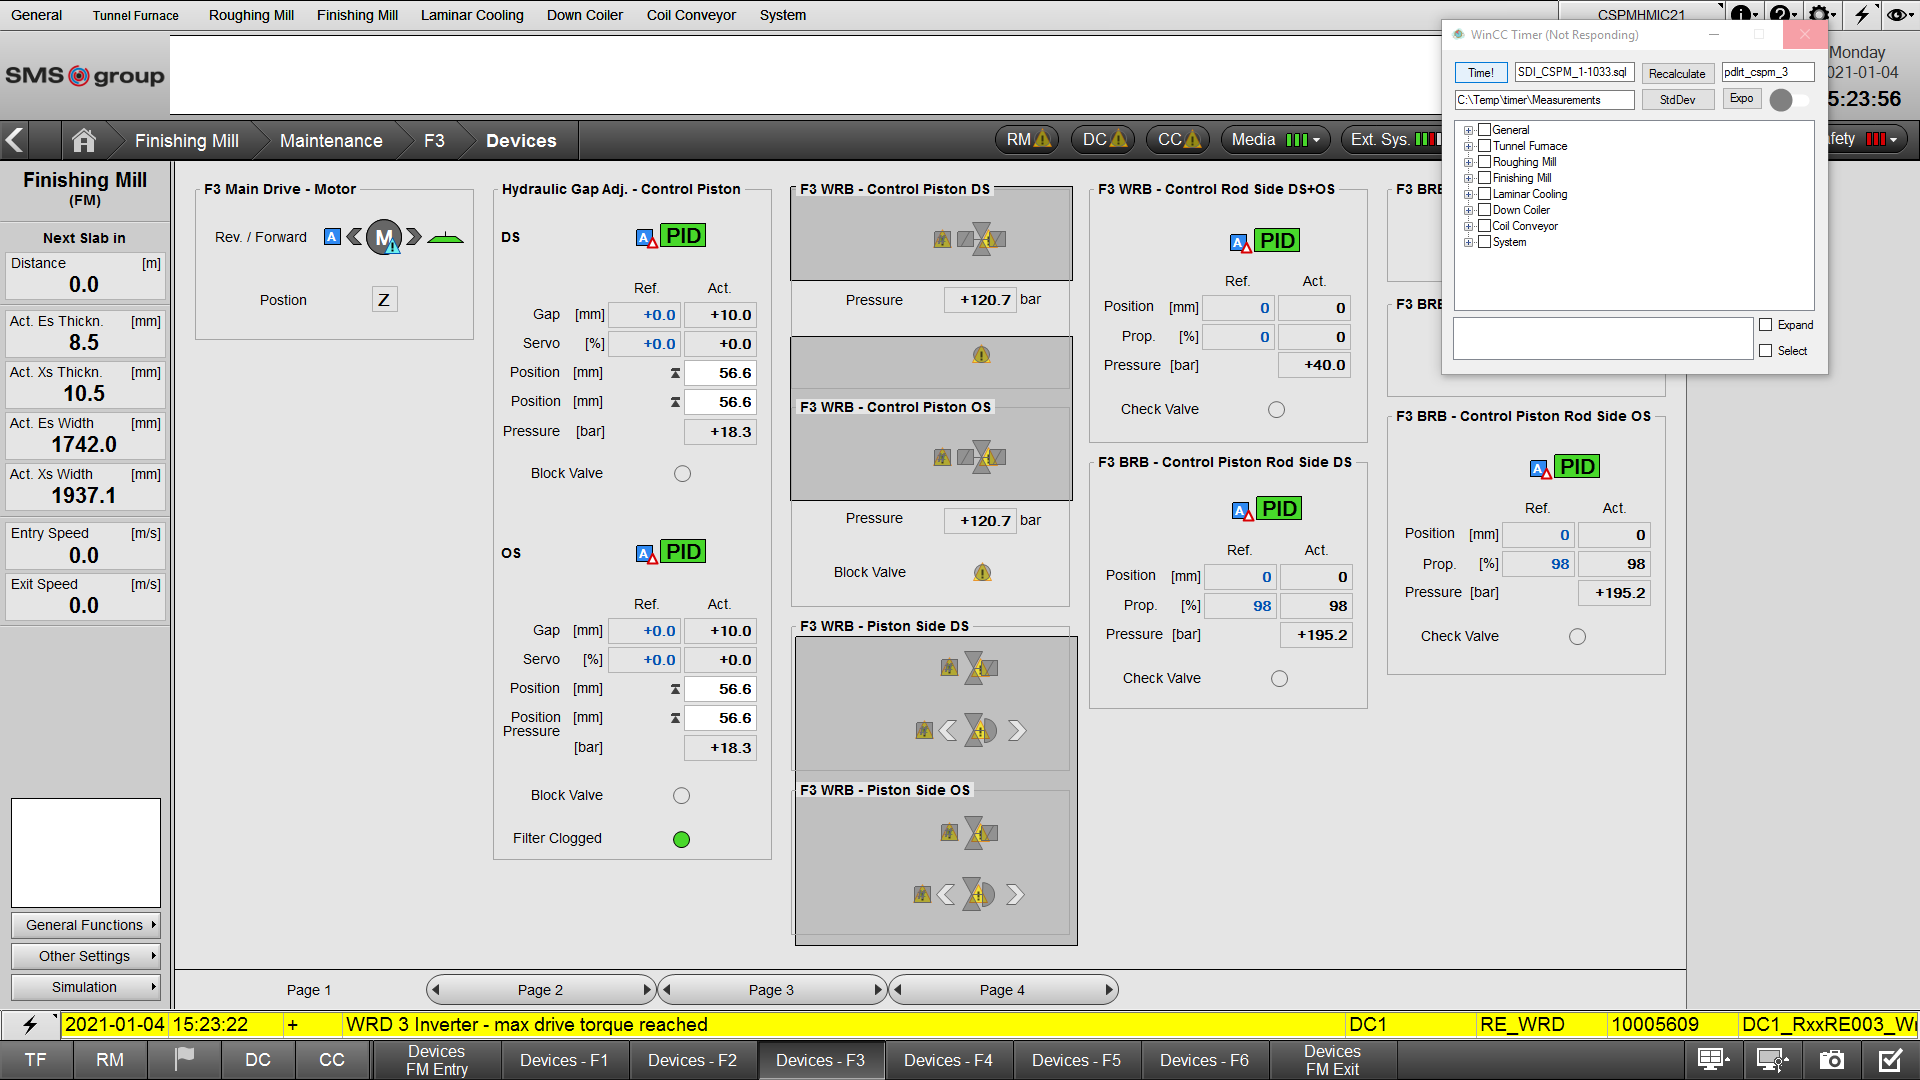 General Tunnel Furnace Roughing Mill Finishing Mill Laminar Cooling Down Coiler Coil Conveyor System CSPMHMIC21
SMS group
Monday
021-01-04
5:23:56
WinCC Timer (Not Responding)
Time! SDI_CSPM_1-1033.sql Recalculate pdlrt_cspm_3
C:\Temp\timer\Measurements StdDev Expo
General
Tunnel Furnace
Roughing Mill
Finishing Mill
Laminar Cooling
Down Coiler
Coil Conveyor
System
Expand
Select
Finishing Mill Maintenance F3 Devices RM DC CC Media Ext. Sys. fety
Finishing Mill
(FM)
Next Slab in
Distance [m]
0.0
Act. Es Thickn. [mm]
8.5
Act. Xs Thickn. [mm]
10.5
Act. Es Width [mm]
1742.0
Act. Xs Width [mm]
1937.1
Entry Speed [m/s]
0.0
Exit Speed [m/s]
0.0
General Functions
Other Settings
Simulation
F3 Main Drive - Motor
Rev. / Forward A M
Postion Z
Hydraulic Gap Adj. - Control Piston
DS A PID
Ref. Act.
Gap [mm] +0.0 +10.0
Servo [%] +0.0 +0.0
Position [mm] 56.6
Position [mm] 56.6
Pressure [bar] +18.3
Block Valve
OS A PID
Ref. Act.
Gap [mm] +0.0 +10.0
Servo [%] +0.0 +0.0
Position [mm] 56.6
Position [mm] 56.6
Pressure
[bar] +18.3
Block Valve
Filter Clogged
F3 WRB - Control Piston DS
Pressure +120.7 bar
F3 WRB - Control Piston OS
Pressure +120.7 bar
Block Valve
F3 WRB - Piston Side DS
F3 WRB - Piston Side OS
F3 WRB - Control Rod Side DS+OS
A PID
Ref. Act.
Position [mm] 0 0
Prop. [%] 0 0
Pressure [bar] +40.0
Check Valve
F3 BRB - Control Piston Rod Side DS
A PID
Ref. Act.
Position [mm] 0 0
Prop. [%] 98 98
Pressure [bar] +195.2
Check Valve
F3 BRE
F3 BRE
F3 BRB - Control Piston Rod Side OS
A PID
Ref. Act.
Position [mm] 0 0
Prop. [%] 98 98
Pressure [bar] +195.2
Check Valve
Page 1 Page 2 Page 3 Page 4
2021-01-04 15:23:22 + WRD 3 Inverter - max drive torque reached DC1 RE_WRD 10005609 DC1_RxxRE003_Wr
TF RM DC CC Devices FM Entry Devices - F1 Devices - F2 Devices - F3 Devices - F4 Devices - F5 Devices - F6 Devices FM Exit